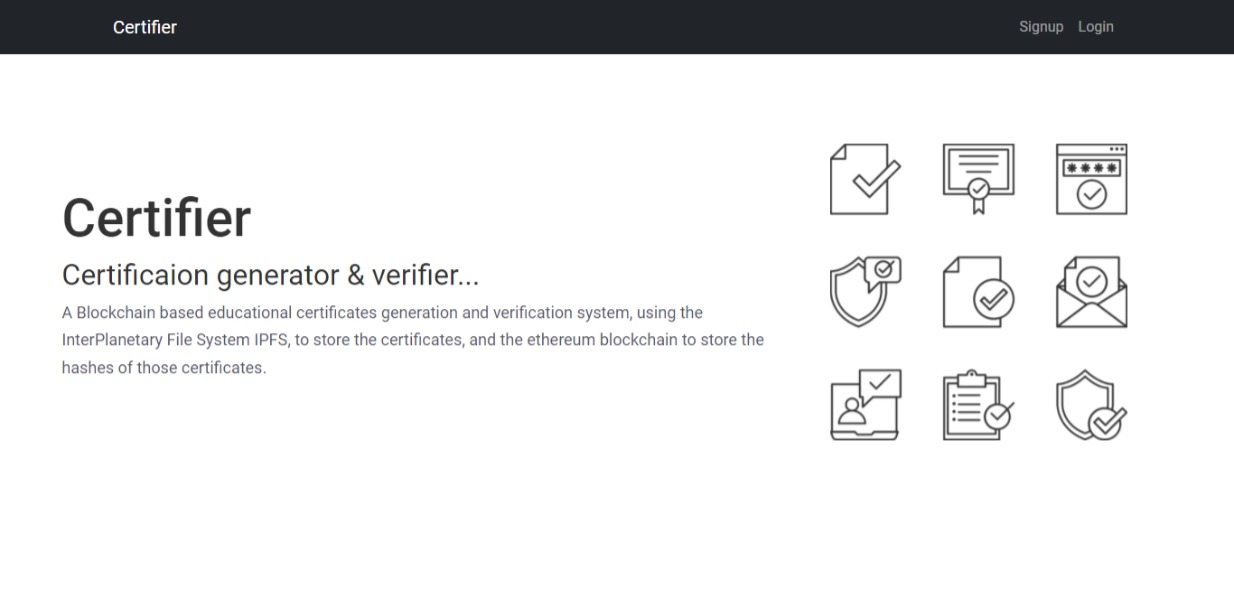 Certifier
Signup Login
Certifier
Certificaion generator & verifier...
A Blockchain based educational certificates generation and verification system, using the
InterPlanetary File System IPFS, to store the certificates, and the ethereum blockchain to store the
hashes of those certificates.